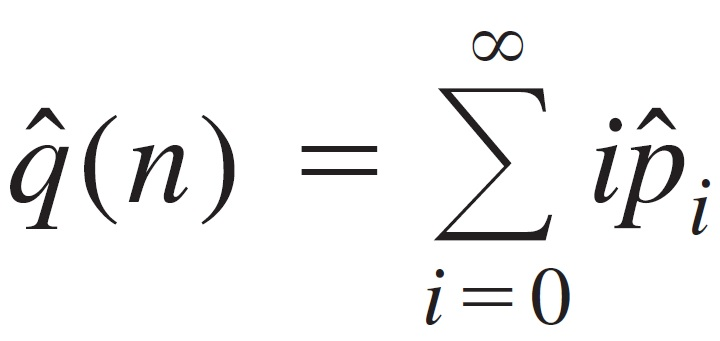 q̂(n) = ∑_{i=0}^{∞} i p̂_i